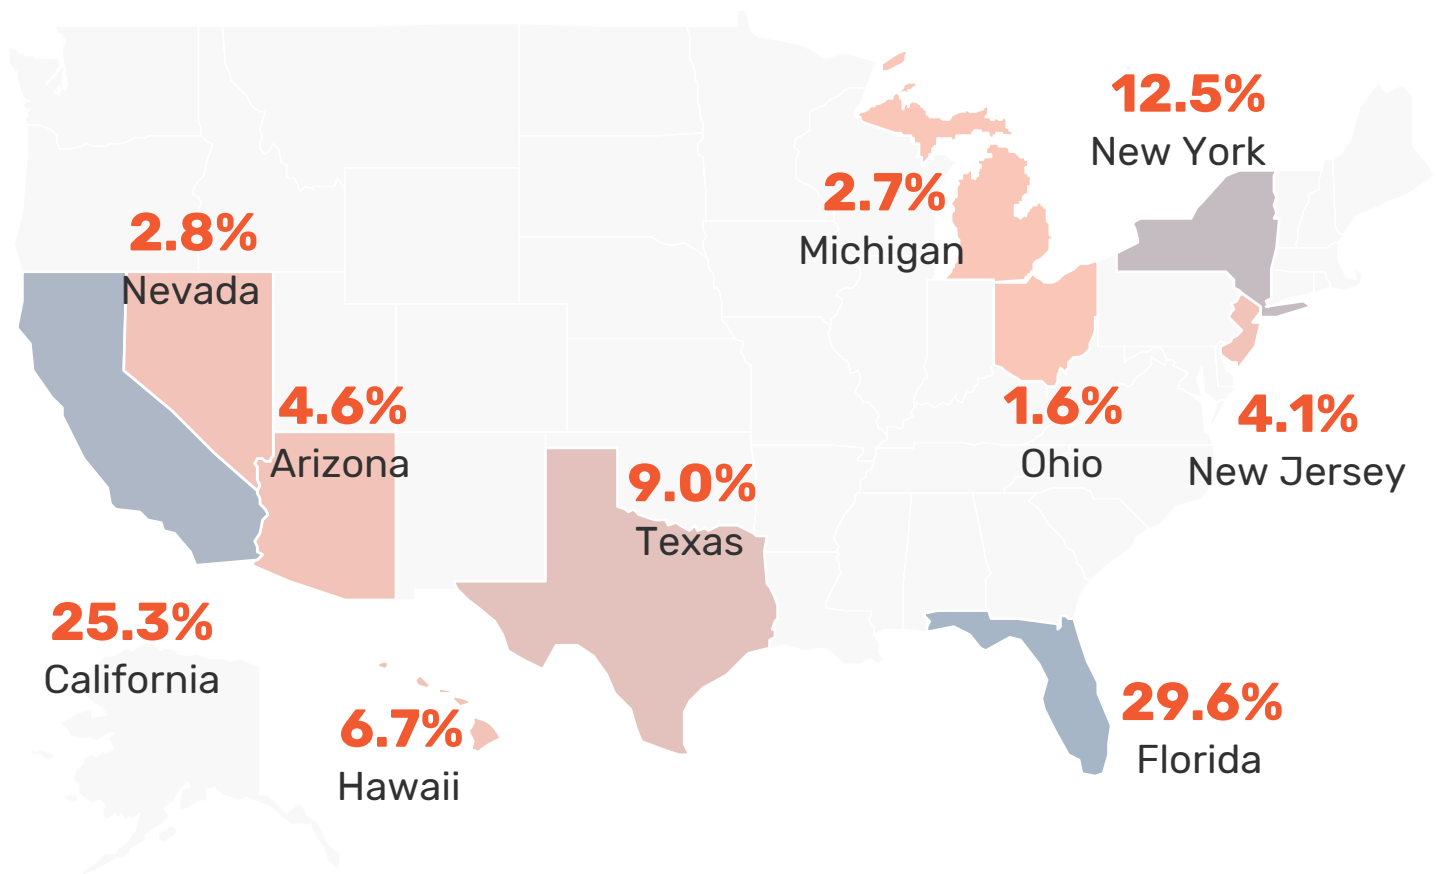 12.5%
New York
2.7%
Michigan
2.8%
Nevada
4.6%
Arizona
1.6%
Ohio
4.1%
New Jersey
9.0%
Texas
25.3%
California
6.7%
Hawaii
29.6%
Florida